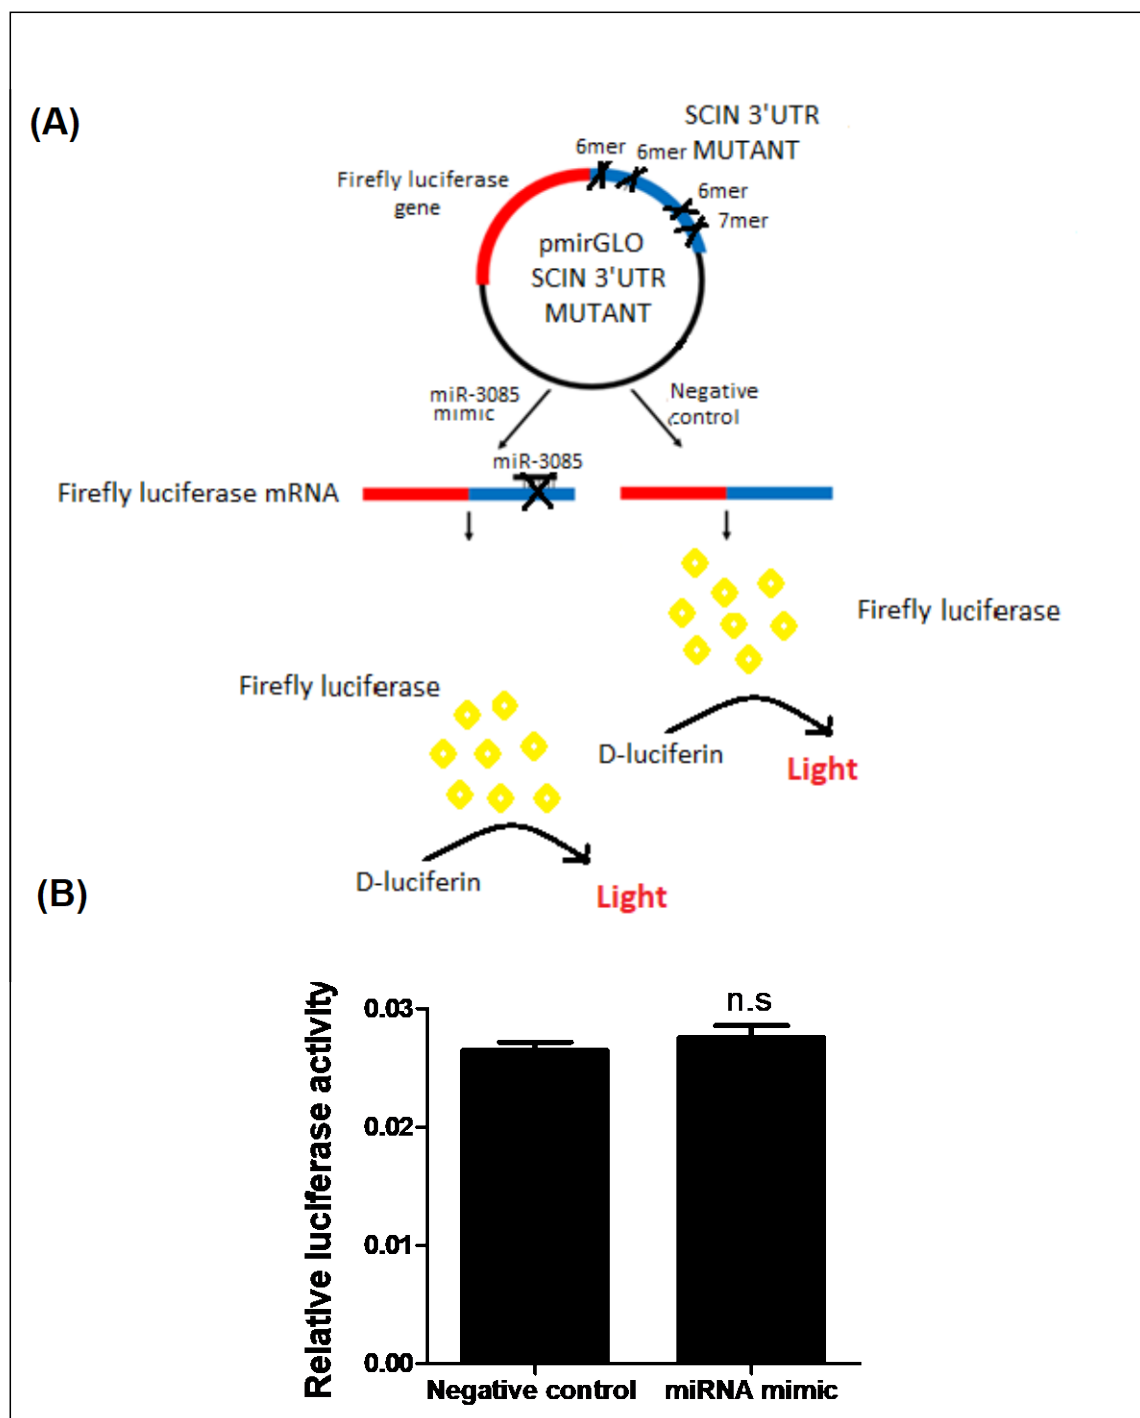 (A)
SCIN 3'UTR
MUTANT
6mer
6mer
6mer
7mer
Firefly luciferase
gene
pmirGLO
SCIN 3'UTR
MUTANT
miR-3085
mimic
Negative
control
miR-3085
Firefly luciferase mRNA
Firefly luciferase
Firefly luciferase
D-luciferin
Light
D-luciferin
Light
(B)
Relative luciferase activity
n.s
0.03
0.02
0.01
0.00
Negative control
miRNA mimic